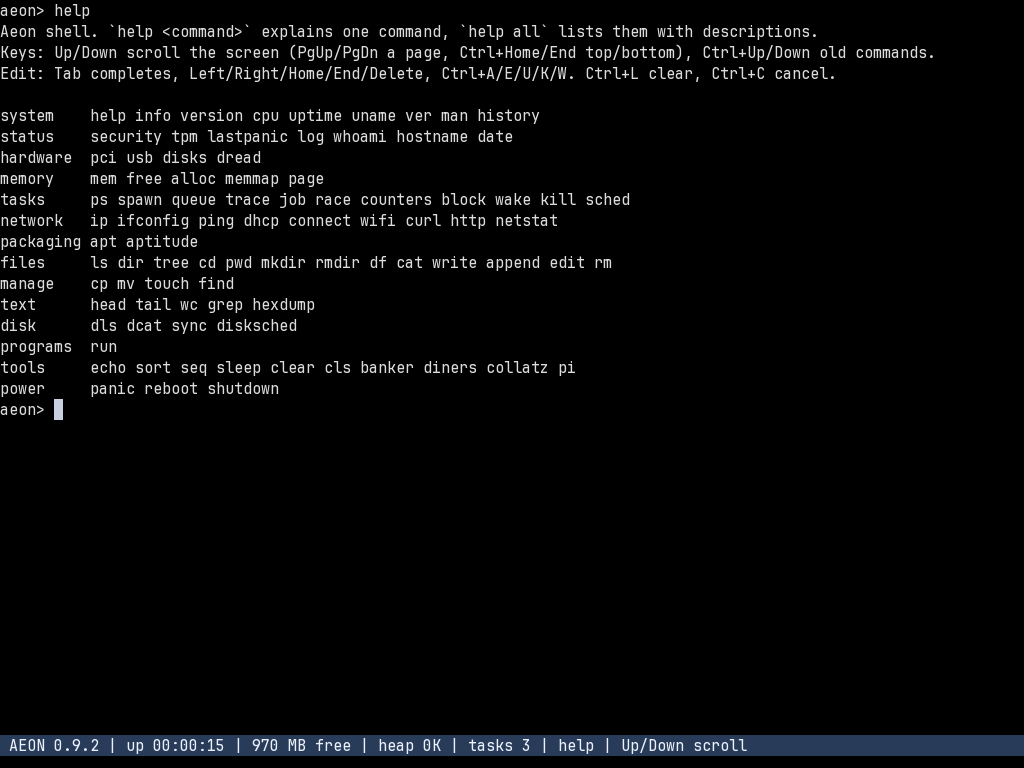 aeon> help
Aeon shell. `help <command>` explains one command, `help all` lists them with descriptions.
Keys: Up/Down scroll the screen (PgUp/PgDn a page, Ctrl+Home/End top/bottom), Ctrl+Up/Down old commands.
Edit: Tab completes, Left/Right/Home/End/Delete, Ctrl+A/E/U/K/W. Ctrl+L clear, Ctrl+C cancel.

system    help info version cpu uptime uname ver man history
status    security tpm lastpanic log whoami hostname date
hardware  pci usb disks dread
memory    mem free alloc memmap page
tasks     ps spawn queue trace job race counters block wake kill sched
network   ip ifconfig ping dhcp connect wifi curl http netstat
packaging apt aptitude
files     ls dir tree cd pwd mkdir rmdir df cat write append edit rm
manage    cp mv touch find
text      head tail wc grep hexdump
disk      dls dcat sync disksched
programs  run
tools     echo sort seq sleep clear cls banker diners collatz pi
power     panic reboot shutdown
aeon>
AEON 0.9.2 | up 00:00:15 | 970 MB free | heap OK | tasks 3 | help | Up/Down scroll